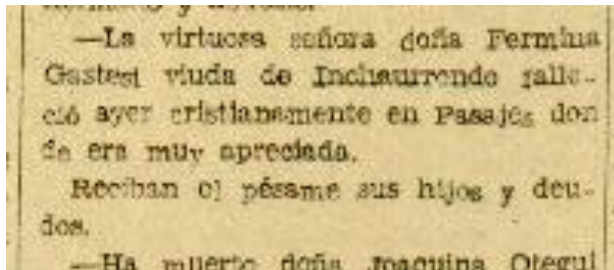 —La virtuosa señora doña Fermina
Gastesi viuda de Inchaurrondo falle-
ció ayer cristianamente en Pasajes don
de era muy apreciada.
Reciban el pésame sus hijos y deu-
dos.
—Ha muerto doña Joaquina Otegui